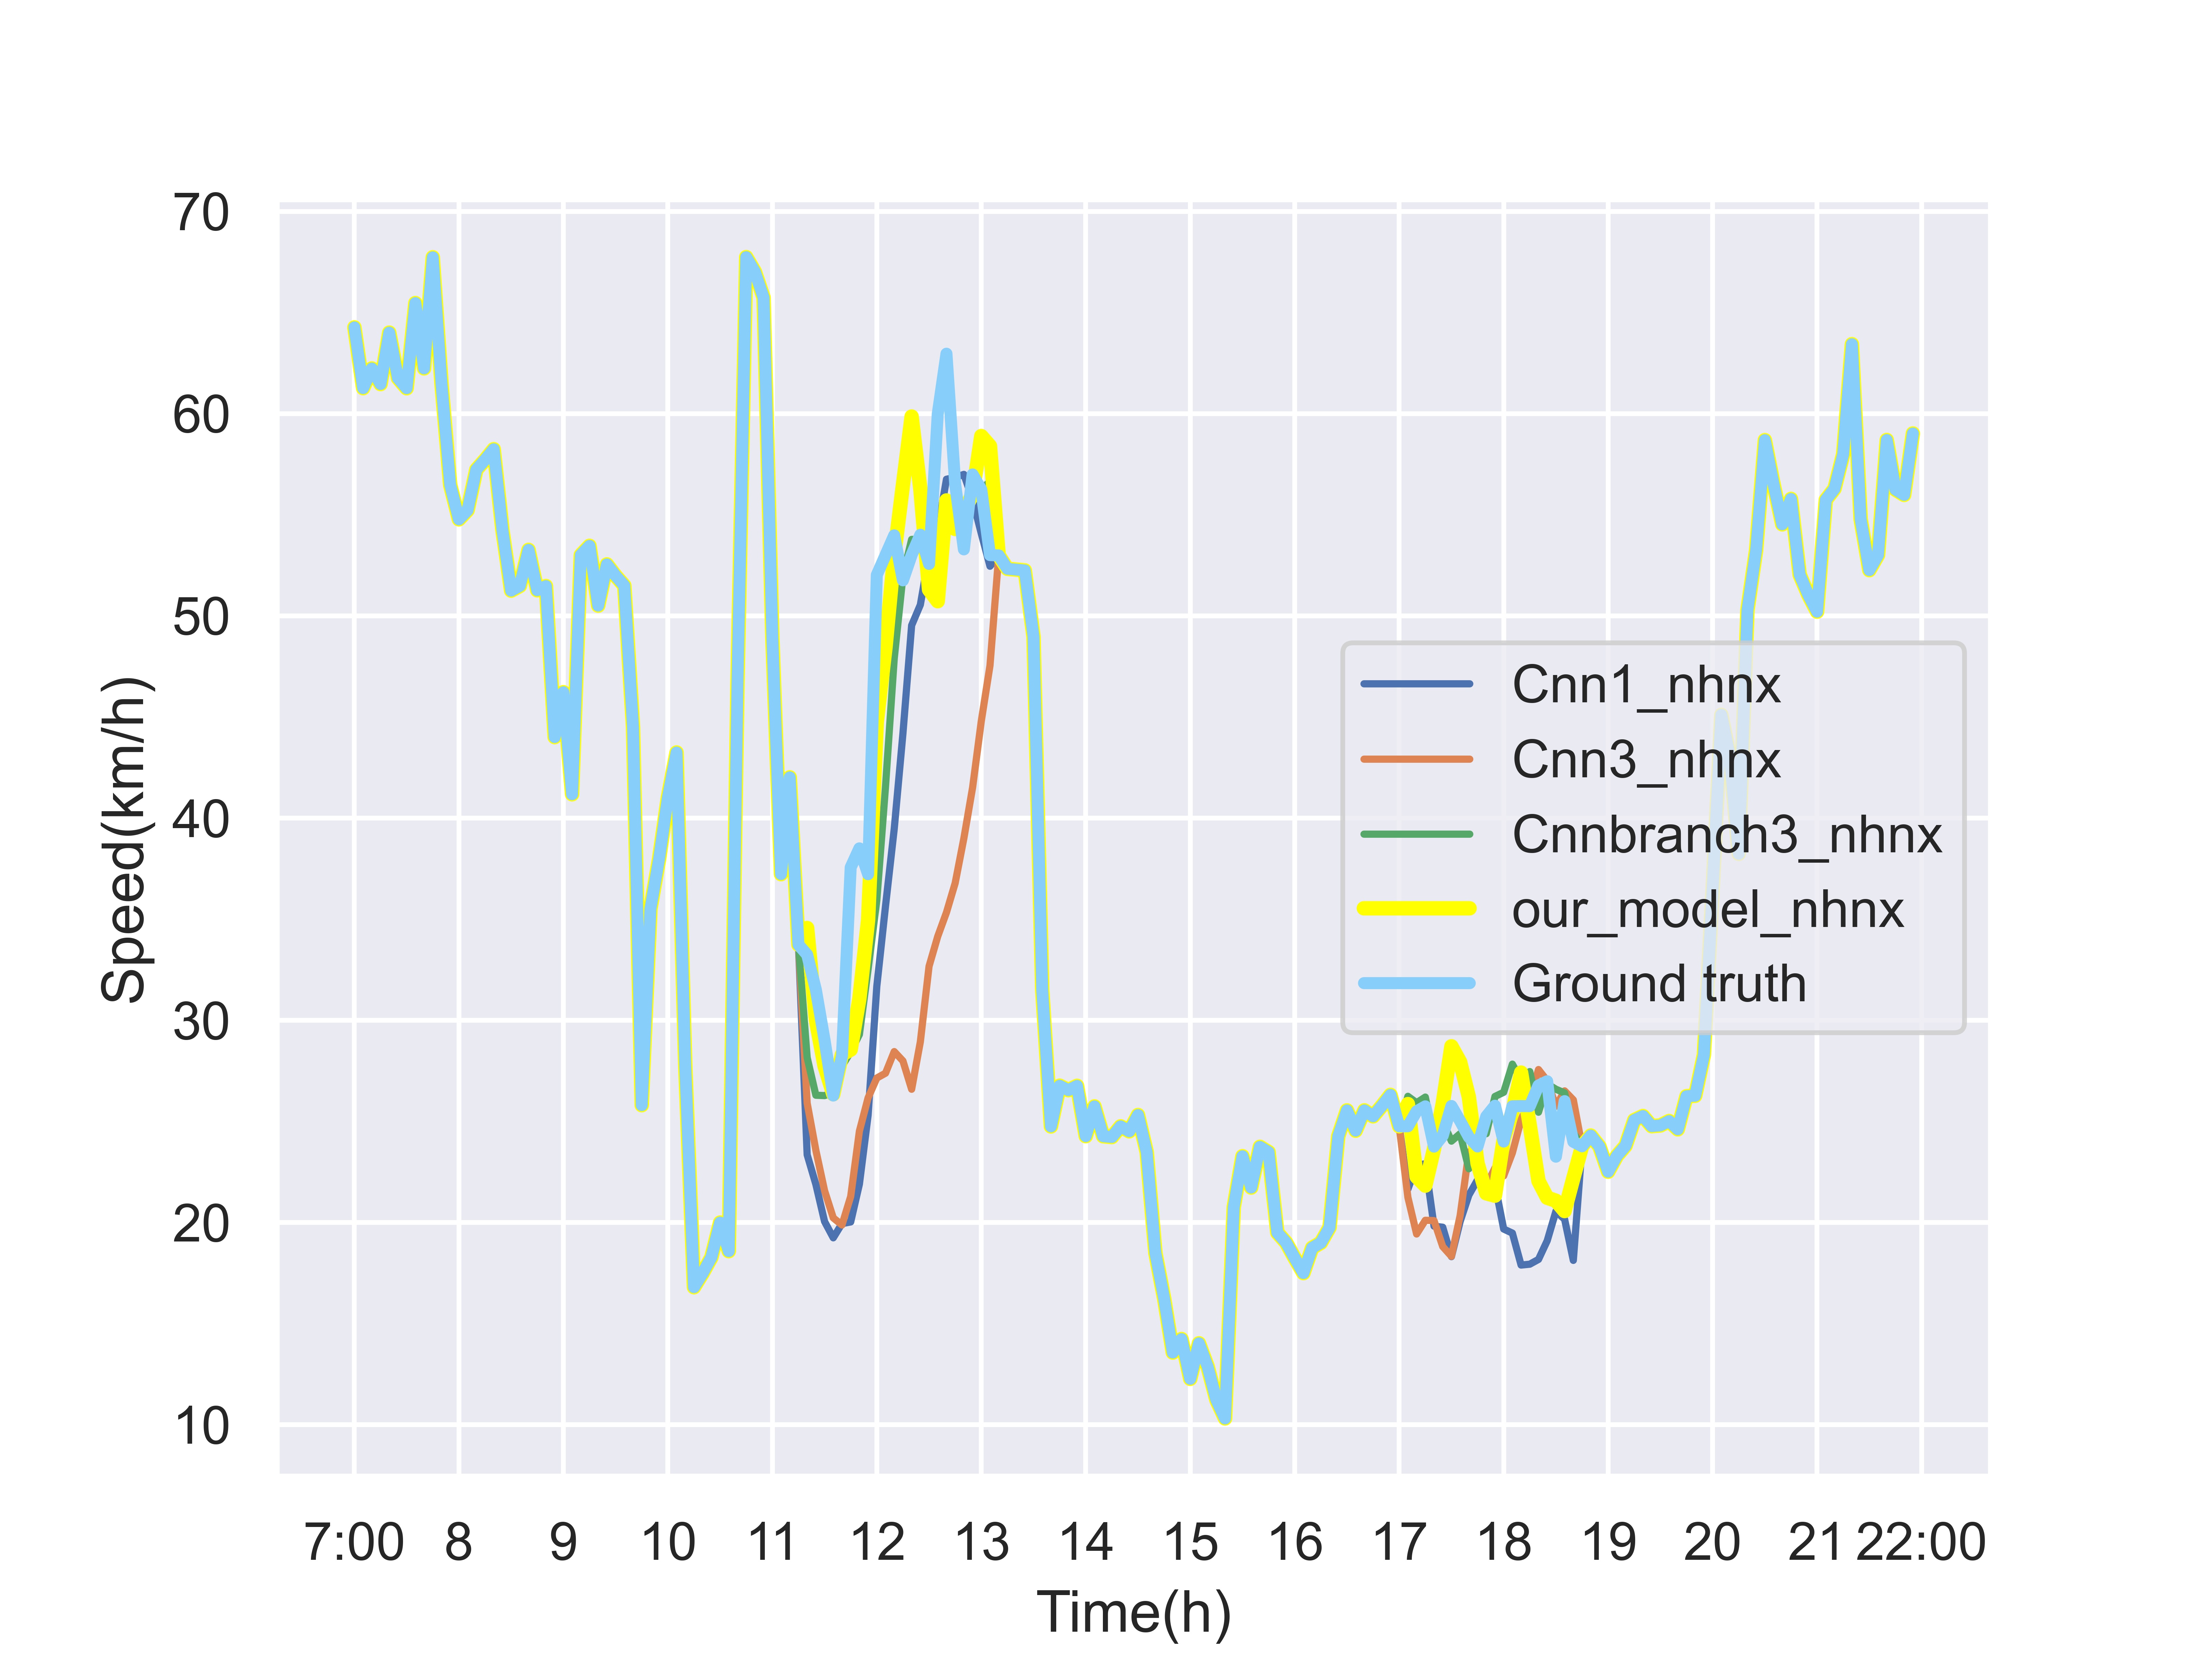 70
60
50
40
30
20
10
Speed(km/h)
Cnn1_nhnx
Cnn3_nhnx
Cnnbranch3_nhnx
our_model_nhnx
Ground truth
7:00 8 9 10 11 12 13 14 15 16 17 18 19 20 21 22:00
Time(h)